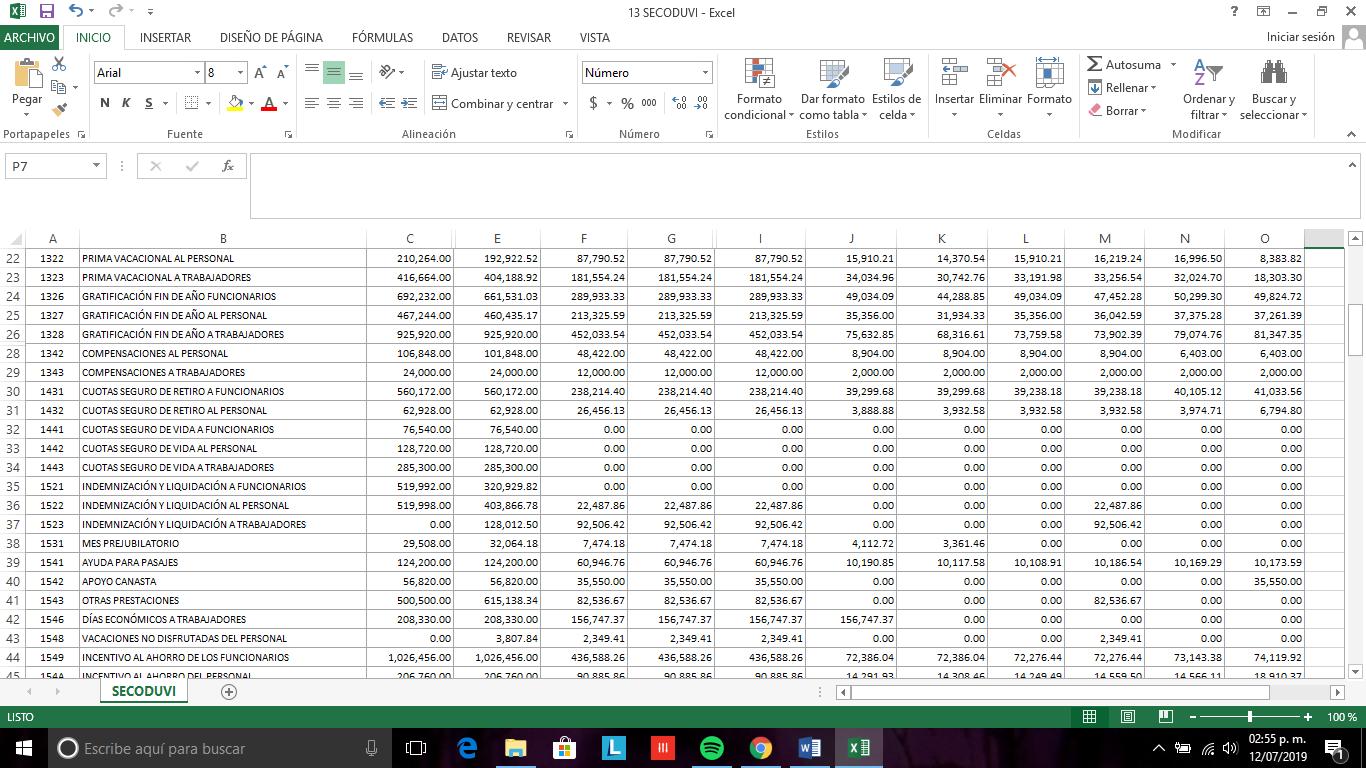 13 SECODUVI - Excel
ARCHIVO INICIO INSERTAR DISEÑO DE PÁGINA FÓRMULAS DATOS REVISAR VISTA Iniciar sesión
Pegar Arial 8 Ajustar texto Número Formato condicional Dar formato como tabla Estilos de celda Insertar Eliminar Formato Autosuma Rellenar Borrar Ordenar y filtrar Buscar y seleccionar
N K S Combinar y centrar $ % 000
Portapapeles Fuente Alineación Número Estilos Celdas Modificar
P7 fx
A B C E F G I J K L M N O
22 1322 PRIMA VACACIONAL AL PERSONAL 210,264.00 192,922.52 87,790.52 87,790.52 87,790.52 15,910.21 14,370.54 15,910.21 16,219.24 16,996.50 8,383.82
23 1323 PRIMA VACACIONAL A TRABAJADORES 416,664.00 404,188.92 181,554.24 181,554.24 181,554.24 34,034.96 30,742.76 33,191.98 33,256.54 32,024.70 18,303.30
24 1326 GRATIFICACIÓN FIN DE AÑO FUNCIONARIOS 692,232.00 661,531.03 289,933.33 289,933.33 289,933.33 49,034.09 44,288.85 49,034.09 47,452.28 50,299.30 49,824.72
25 1327 GRATIFICACIÓN FIN DE AÑO AL PERSONAL 467,244.00 460,435.17 213,325.59 213,325.59 213,325.59 35,356.00 31,934.33 35,356.00 36,042.59 37,375.28 37,261.39
26 1328 GRATIFICACIÓN FIN DE AÑO A TRABAJADORES 925,920.00 925,920.00 452,033.54 452,033.54 452,033.54 75,632.85 68,316.61 73,759.58 73,902.39 79,074.76 81,347.35
28 1342 COMPENSACIONES AL PERSONAL 106,848.00 101,848.00 48,422.00 48,422.00 48,422.00 8,904.00 8,904.00 8,904.00 8,904.00 6,403.00 6,403.00
29 1343 COMPENSACIONES A TRABAJADORES 24,000.00 24,000.00 12,000.00 12,000.00 12,000.00 2,000.00 2,000.00 2,000.00 2,000.00 2,000.00 2,000.00
30 1431 CUOTAS SEGURO DE RETIRO A FUNCIONARIOS 560,172.00 560,172.00 238,214.40 238,214.40 238,214.40 39,299.68 39,299.68 39,238.18 39,238.18 40,105.12 41,033.56
31 1432 CUOTAS SEGURO DE RETIRO AL PERSONAL 62,928.00 62,928.00 26,456.13 26,456.13 26,456.13 3,888.88 3,932.58 3,932.58 3,932.58 3,974.71 6,794.80
32 1441 CUOTAS SEGURO DE VIDA A FUNCIONARIOS 76,540.00 76,540.00 0.00 0.00 0.00 0.00 0.00 0.00 0.00 0.00 0.00
33 1442 CUOTAS SEGURO DE VIDA AL PERSONAL 128,720.00 128,720.00 0.00 0.00 0.00 0.00 0.00 0.00 0.00 0.00 0.00
34 1443 CUOTAS SEGURO DE VIDA A TRABAJADORES 285,300.00 285,300.00 0.00 0.00 0.00 0.00 0.00 0.00 0.00 0.00 0.00
35 1521 INDEMNIZACIÓN Y LIQUIDACIÓN A FUNCIONARIOS 519,992.00 320,929.82 0.00 0.00 0.00 0.00 0.00 0.00 0.00 0.00 0.00
36 1522 INDEMNIZACIÓN Y LIQUIDACIÓN AL PERSONAL 519,998.00 403,866.78 22,487.86 22,487.86 22,487.86 0.00 0.00 0.00 22,487.86 0.00 0.00
37 1523 INDEMNIZACIÓN Y LIQUIDACIÓN A TRABAJADORES 0.00 128,012.50 92,506.42 92,506.42 92,506.42 0.00 0.00 0.00 92,506.42 0.00 0.00
38 1531 MES PREJUBILATORIO 29,508.00 32,064.18 7,474.18 7,474.18 7,474.18 4,112.72 3,361.46 0.00 0.00 0.00 0.00
39 1541 AYUDA PARA PASAJES 124,200.00 124,200.00 60,946.76 60,946.76 60,946.76 10,190.85 10,117.58 10,108.91 10,186.54 10,169.29 10,173.59
40 1542 APOYO CANASTA 56,820.00 56,820.00 35,550.00 35,550.00 35,550.00 0.00 0.00 0.00 0.00 0.00 35,550.00
41 1543 OTRAS PRESTACIONES 500,500.00 615,138.34 82,536.67 82,536.67 82,536.67 0.00 0.00 0.00 82,536.67 0.00 0.00
42 1546 DÍAS ECONÓMICOS A TRABAJADORES 208,330.00 208,330.00 156,747.37 156,747.37 156,747.37 156,747.37 0.00 0.00 0.00 0.00 0.00
43 1548 VACACIONES NO DISFRUTADAS DEL PERSONAL 0.00 3,807.84 2,349.41 2,349.41 2,349.41 0.00 0.00 0.00 2,349.41 0.00 0.00
44 1549 INCENTIVO AL AHORRO DE LOS FUNCIONARIOS 1,026,456.00 1,026,456.00 436,588.26 436,588.26 436,588.26 72,386.04 72,386.04 72,276.44 72,276.44 73,143.38 74,119.92
45 154A INCENTIVO AL AHORRO DEL PERSONAL 206,760.00 206,760.00 90,885.86 90,885.86 90,885.86 14,291.93 14,308.46 14,249.49 14,559.50 14,566.11 18,910.37
SECODUVI
LISTO 100 %
Escribe aquí para buscar 02:55 p. m.
12/07/2019